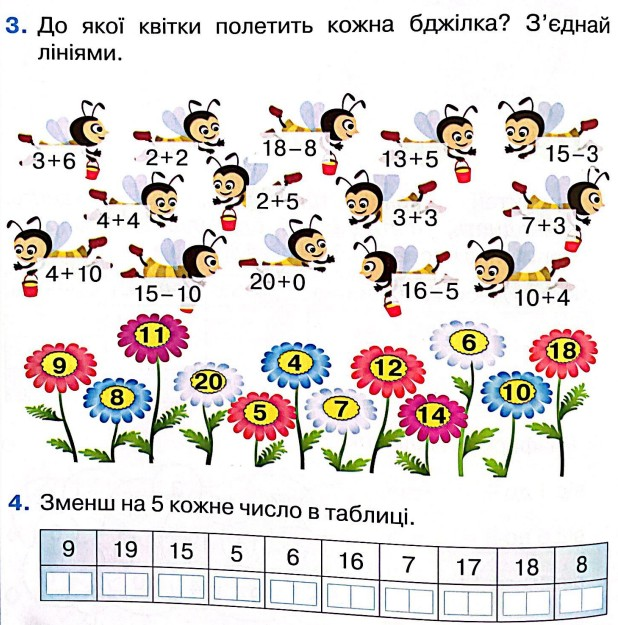 3. До якої квітки полетить кожна бджілка? З’єднай
лініями.
3+6 2+2 18−8 13+5 15−3
4+4 2+5 3+3 7+3
4+10 15−10 20+0 16−5 10+4
11 6 18
9 4 12
8 20 10
5 7 14
4. Зменш на 5 кожне число в таблиці.
9 19 15 5 6 16 7 17 18 8